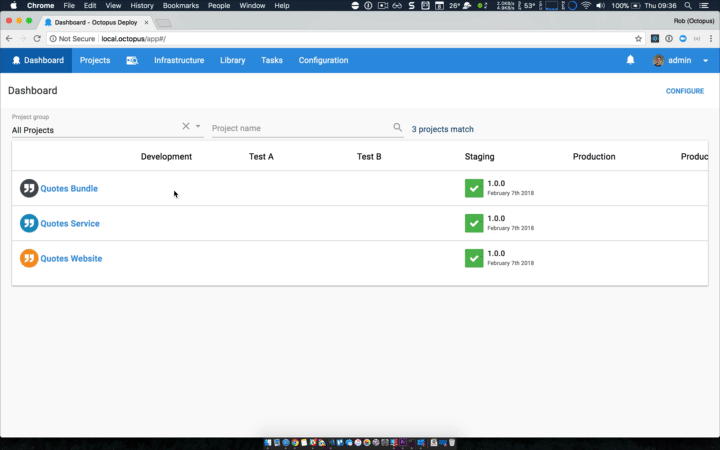 Chrome File Edit View History Bookmarks People Window Help 26° 53° 100% Thu 09:36
Dashboard - Octopus Deploy
Rob (Octopus)
Not Secure local.octopus/app#/
Dashboard Projects Infrastructure Library Tasks Configuration admin
Dashboard
CONFIGURE
Project group
All Projects
Project name
3 projects match
Development Test A Test B Staging Production Produc
Quotes Bundle
1.0.0
February 7th 2018
Quotes Service
1.0.0
February 7th 2018
Quotes Website
1.0.0
February 7th 2018